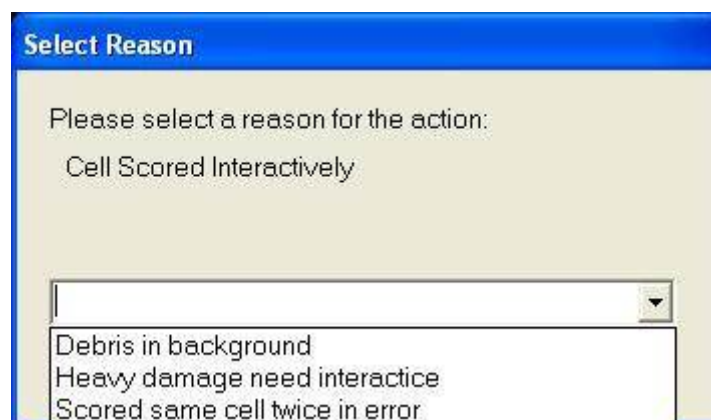 Select Reason
Please select a reason for the action:
Cell Scored Interactively
Debris in background
Heavy damage need interactice
Scored same cell twice in error